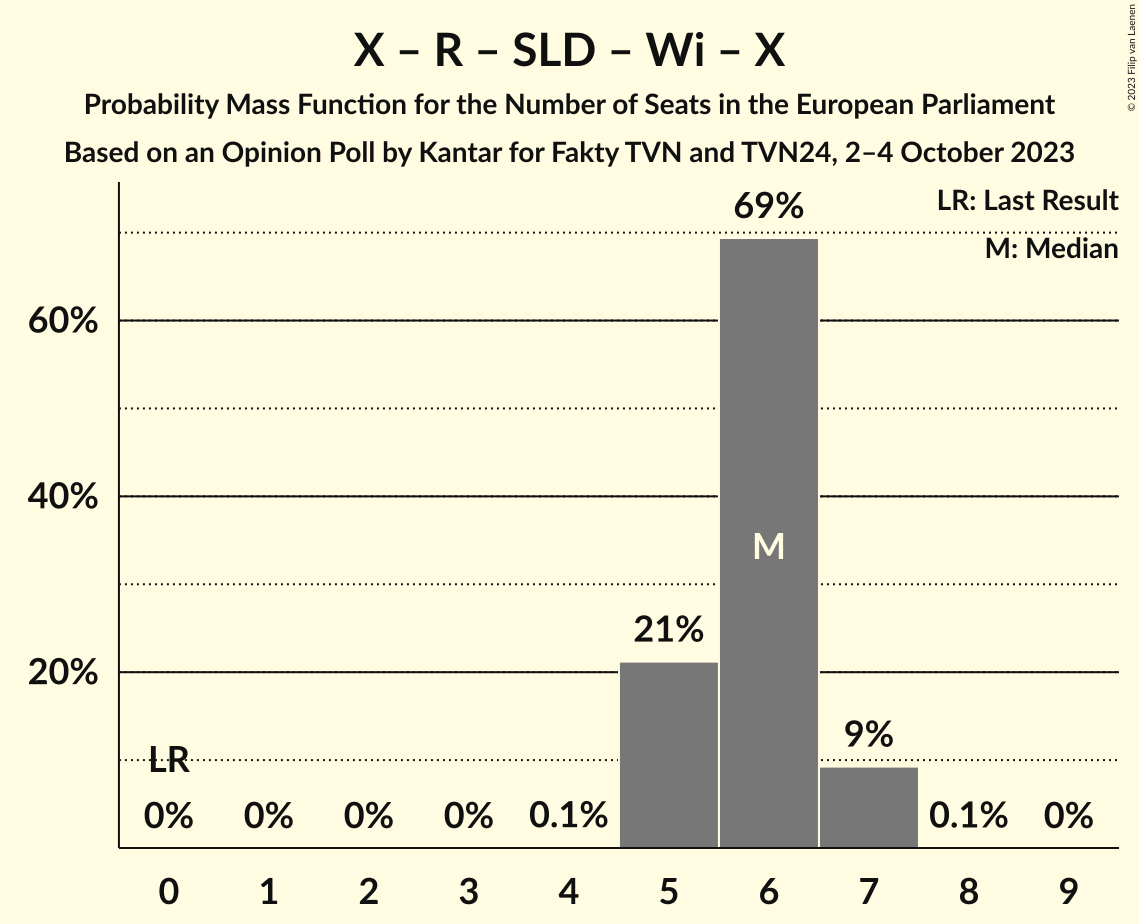 X – R – SLD – Wi – X
Probability Mass Function for the Number of Seats in the European Parliament
Based on an Opinion Poll by Kantar for Fakty TVN and TVN24, 2–4 October 2023
© 2023 Filip van Laenen
LR: Last Result
M: Median
69%
60%
40%
M
21%
20%
9%
LR
0% 0% 0% 0% 0.1% 0.1% 0%
0 1 2 3 4 5 6 7 8 9